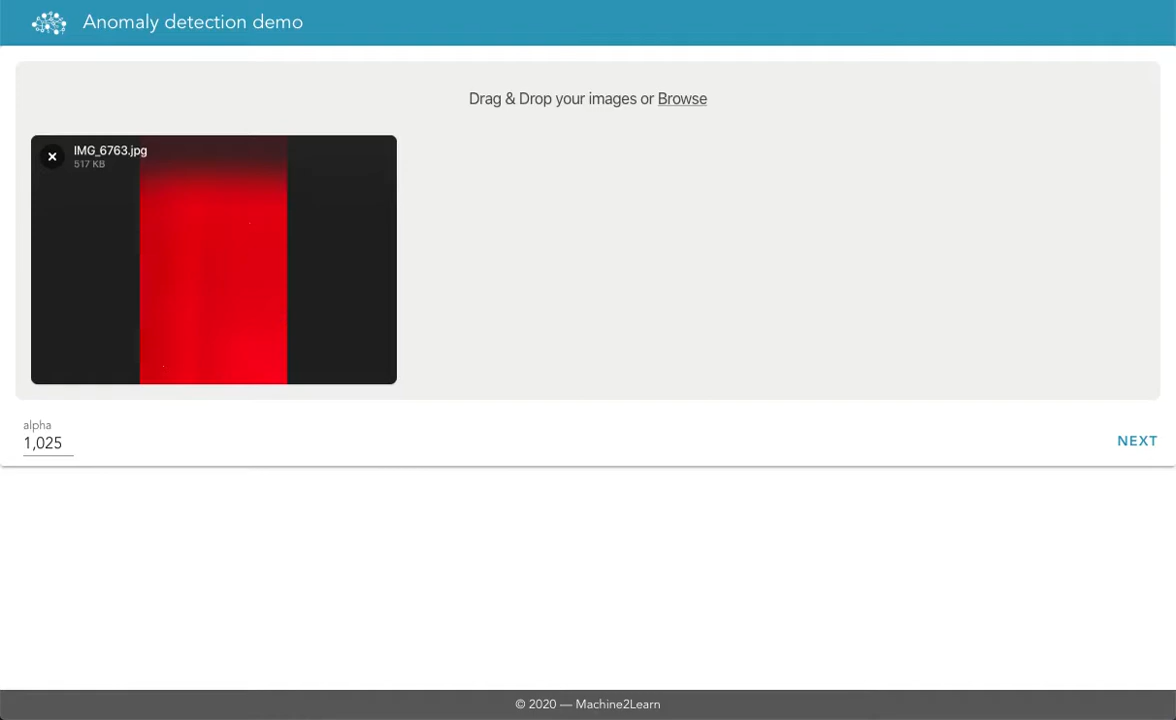 Anomaly detection demo
Drag & Drop your images or Browse
IMG_6763.jpg
517 KB
alpha
1,025
NEXT
© 2020 — Machine2Learn